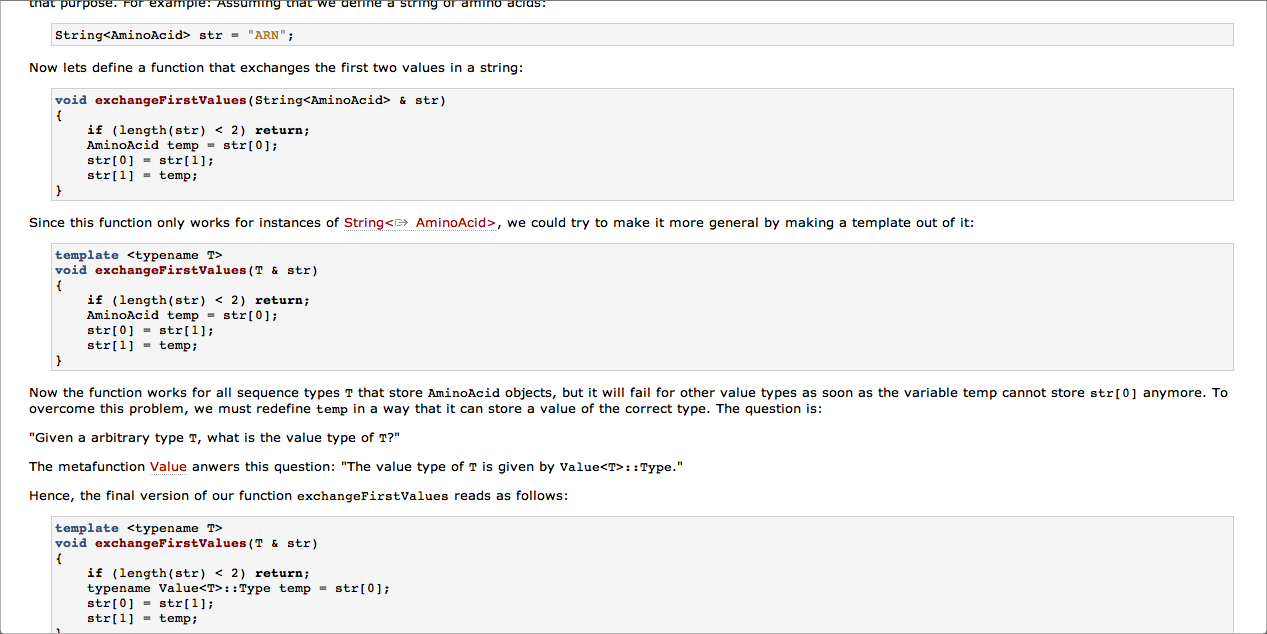 that purpose. For example: Assuming that we define a string of amino acids:
String<AminoAcid> str = "ARN";
Now lets define a function that exchanges the first two values in a string:
void exchangeFirstValues(String<AminoAcid> & str)
{
    if (length(str) < 2) return;
    AminoAcid temp = str[0];
    str[0] = str[1];
    str[1] = temp;
}
Since this function only works for instances of String< AminoAcid>, we could try to make it more general by making a template out of it:
template <typename T>
void exchangeFirstValues(T & str)
{
    if (length(str) < 2) return;
    AminoAcid temp = str[0];
    str[0] = str[1];
    str[1] = temp;
}
Now the function works for all sequence types T that store AminoAcid objects, but it will fail for other value types as soon as the variable temp cannot store str[0] anymore. To
overcome this problem, we must redefine temp in a way that it can store a value of the correct type. The question is:
"Given a arbitrary type T, what is the value type of T?"
The metafunction Value anwers this question: "The value type of T is given by Value<T>::Type."
Hence, the final version of our function exchangeFirstValues reads as follows:
template <typename T>
void exchangeFirstValues(T & str)
{
    if (length(str) < 2) return;
    typename Value<T>::Type temp = str[0];
    str[0] = str[1];
    str[1] = temp;
}